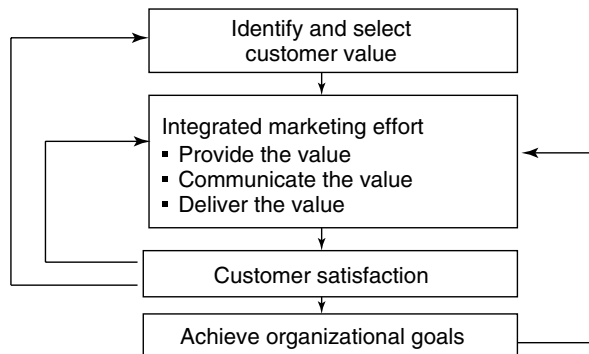 Identify and select
customer value
Integrated marketing effort
▪ Provide the value
▪ Communicate the value
▪ Deliver the value
Customer satisfaction
Achieve organizational goals